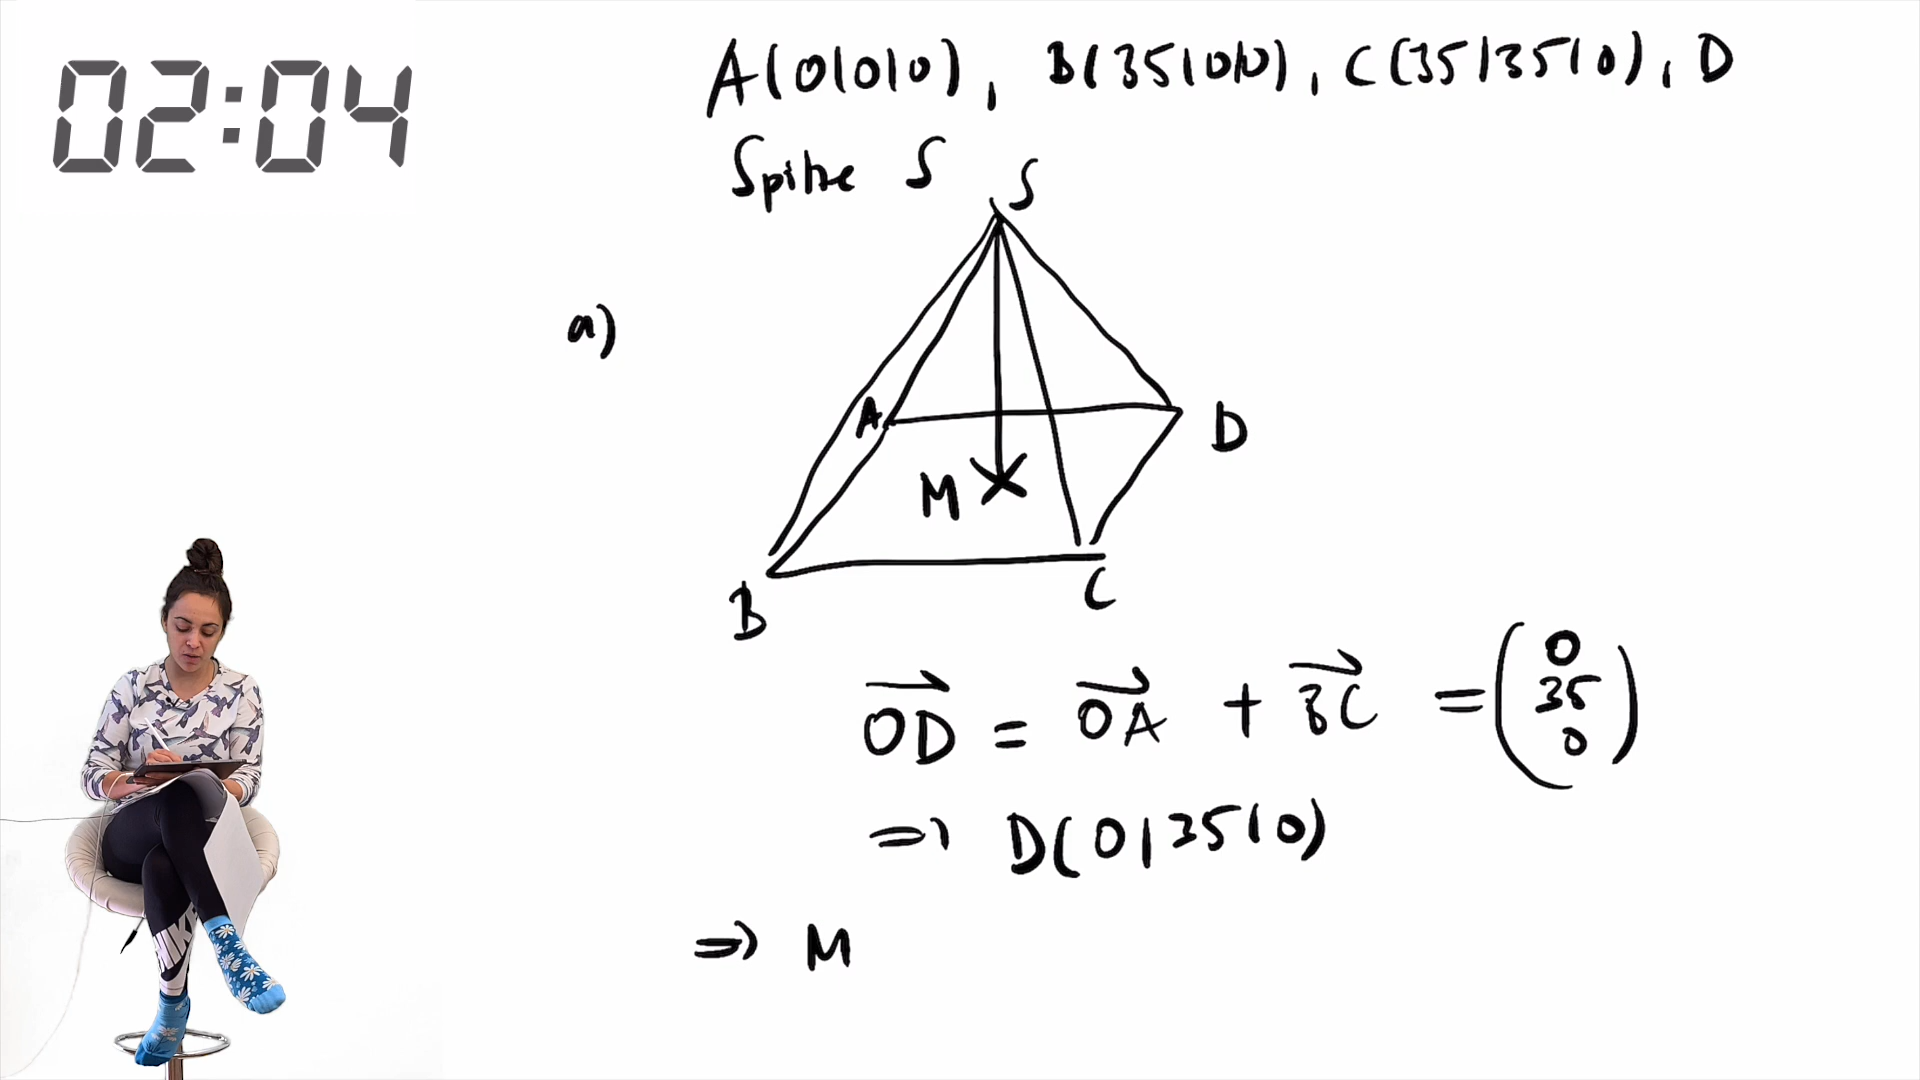 02:04
A(0|0|0), B(35|0|0), C(35|35|0), D
Spitze S
S
a)
A
D
M
B
C
OD = OA + BC = (0 35 0)
=> D(0|35|0)
=> M
NIKE